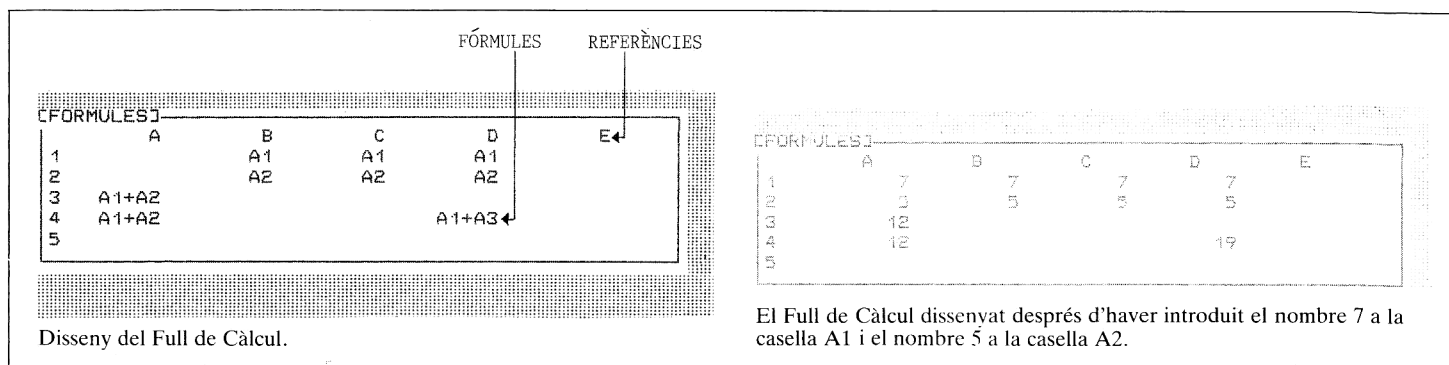 FÓRMULES REFERÈNCIES
[FORMULES]
A B C D E
1 A1 A1 A1
2 A2 A2 A2
3 A1+A2
4 A1+A2 A1+A3
5
Disseny del Full de Càlcul.
[FORMULES]
A B C D E
1 7 7 7 7
2 5 5 5
3 12
4 12 19
5
El Full de Càlcul dissenyat després d'haver introduit el nombre 7 a la
casella A1 i el nombre 5 a la casella A2.